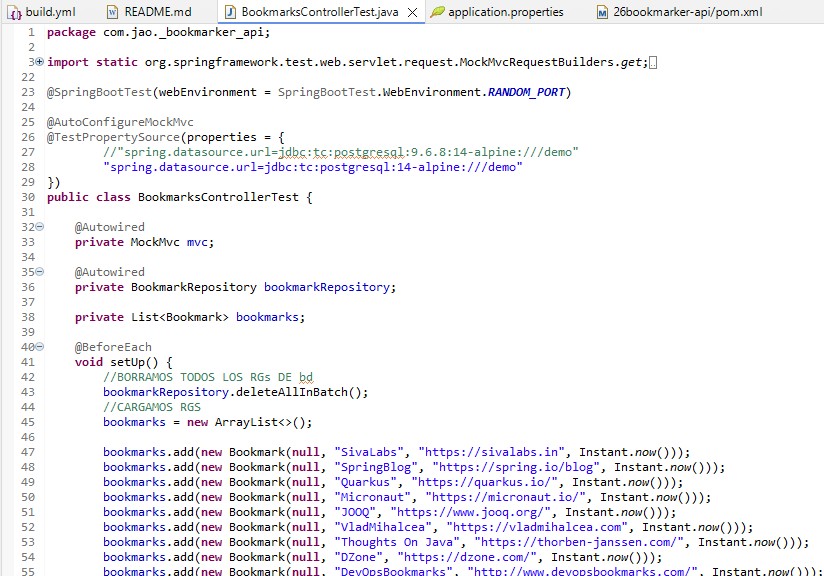 build.yml README.md BookmarksControllerTest.java application.properties 26bookmarker-api/pom.xml
1 package com.jao._bookmarker_api;
2
3 import static org.springframework.test.web.servlet.request.MockMvcRequestBuilders.get;
22
23 @SpringBootTest(webEnvironment = SpringBootTest.WebEnvironment.RANDOM_PORT)
24
25 @AutoConfigureMockMvc
26 @TestPropertySource(properties = {
27 //"spring.datasource.url=jdbc:tc:postgresql:9.6.8:14-alpine:///demo"
28 "spring.datasource.url=jdbc:tc:postgresql:14-alpine:///demo"
29 })
30 public class BookmarksControllerTest {
31
32 @Autowired
33 private MockMvc mvc;
34
35 @Autowired
36 private BookmarkRepository bookmarkRepository;
37
38 private List<Bookmark> bookmarks;
39
40 @BeforeEach
41 void setUp() {
42 //BORRAMOS TODOS LOS RGs DE bd
43 bookmarkRepository.deleteAllInBatch();
44 //CARGAMOS RGS
45 bookmarks = new ArrayList<>();
46
47 bookmarks.add(new Bookmark(null, "SivaLabs", "https://sivalabs.in", Instant.now()));
48 bookmarks.add(new Bookmark(null, "SpringBlog", "https://spring.io/blog", Instant.now()));
49 bookmarks.add(new Bookmark(null, "Quarkus", "https://quarkus.io/", Instant.now()));
50 bookmarks.add(new Bookmark(null, "Micronaut", "https://micronaut.io/", Instant.now()));
51 bookmarks.add(new Bookmark(null, "JOOQ", "https://www.jooq.org/", Instant.now()));
52 bookmarks.add(new Bookmark(null, "VladMihalcea", "https://vladmihalcea.com", Instant.now()));
53 bookmarks.add(new Bookmark(null, "Thoughts On Java", "https://thorben-janssen.com/", Instant.now()));
54 bookmarks.add(new Bookmark(null, "DZone", "https://dzone.com/", Instant.now()));
55 bookmarks.add(new Bookmark(null, "DevOpsBookmarks", "http://www.devopsbookmarks.com/", Instant.now()));